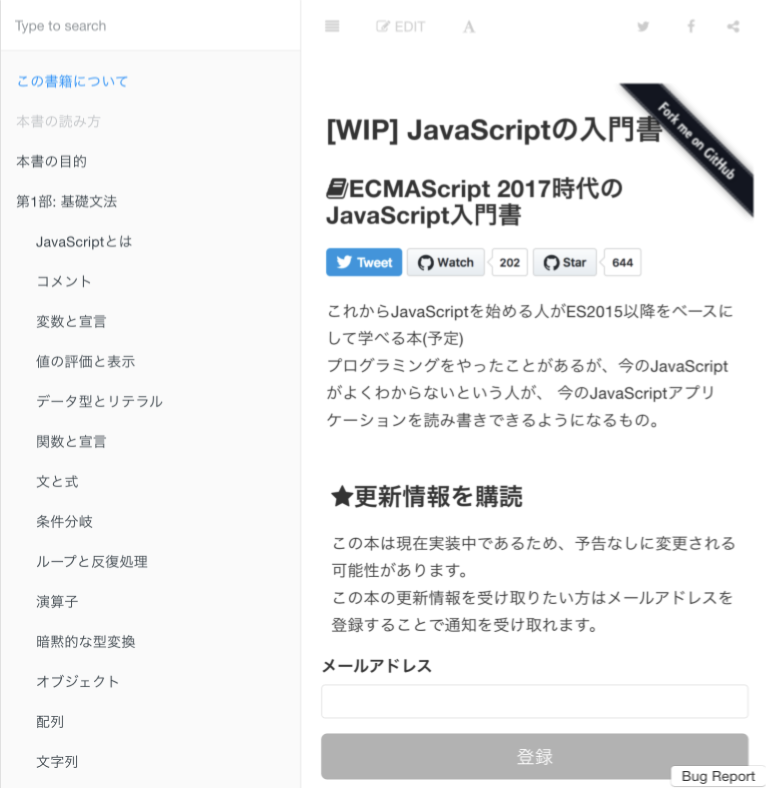 Type to search
この書籍について
本書の読み方
本書の目的
第1部: 基礎文法
JavaScriptとは
コメント
変数と宣言
値の評価と表示
データ型とリテラル
関数と宣言
文と式
条件分岐
ループと反復処理
演算子
暗黙的な型変換
オブジェクト
配列
文字列
EDIT
A
Fork me on GitHub
[WIP] JavaScriptの入門書
ECMAScript 2017時代の
JavaScript入門書
Tweet
Watch
202
Star
644
これからJavaScriptを始める人がES2015以降をベースに
して学べる本(予定)
プログラミングをやったことがあるが、今のJavaScript
がよくわからないという人が、 今のJavaScriptアプリ
ケーションを読み書きできるようになるもの。
★更新情報を購読
この本は現在実装中であるため、予告なしに変更される
可能性があります。
この本の更新情報を受け取りたい方はメールアドレスを
登録することで通知を受け取れます。
メールアドレス
登録
Bug Report